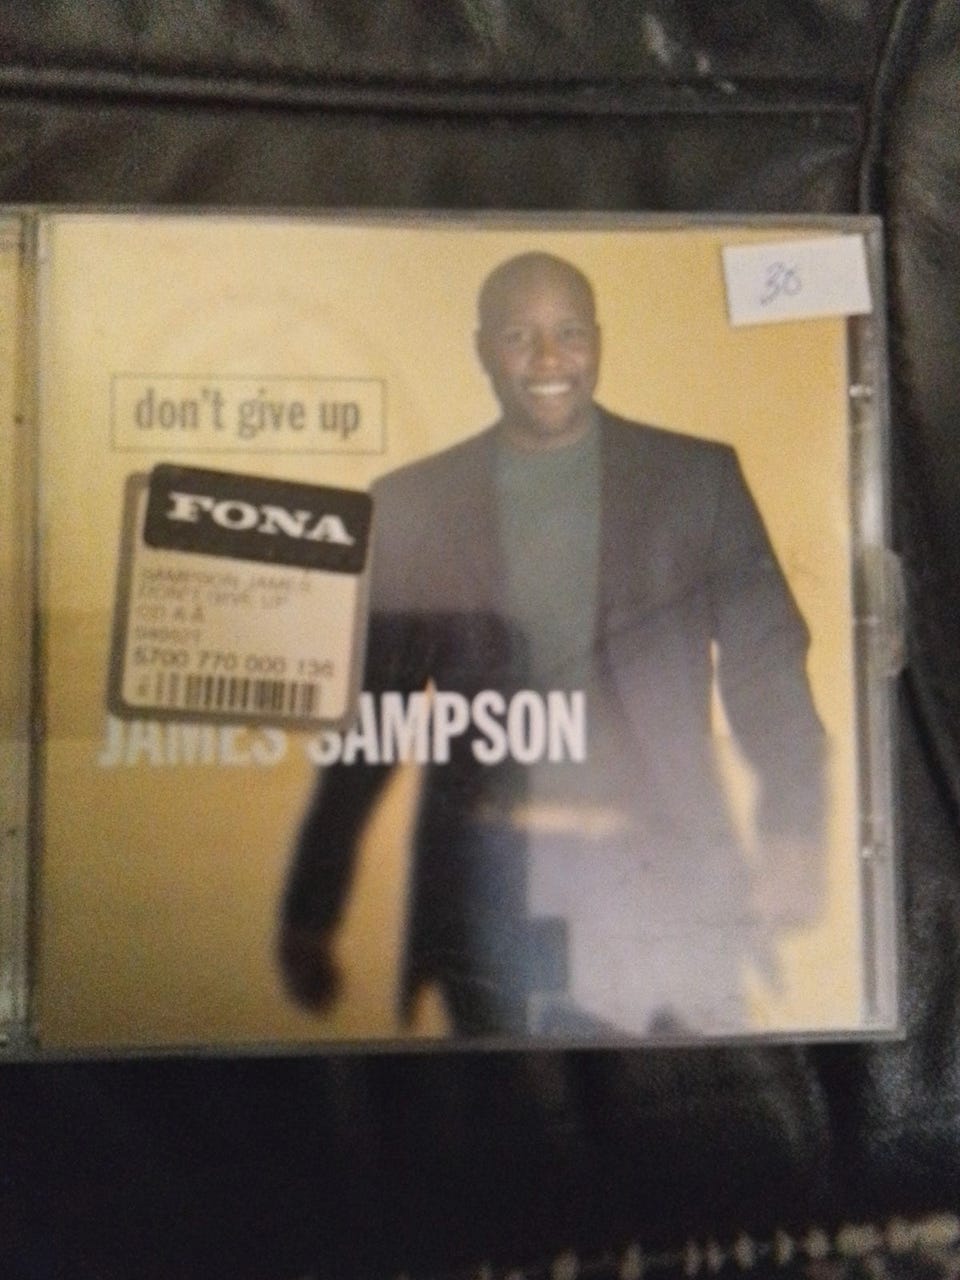 30
don't give up
FONA
SAMPSON, JAMES
DON'T GIVE UP
CD A Å
5700 770 000 136
JAMES SAMPSON